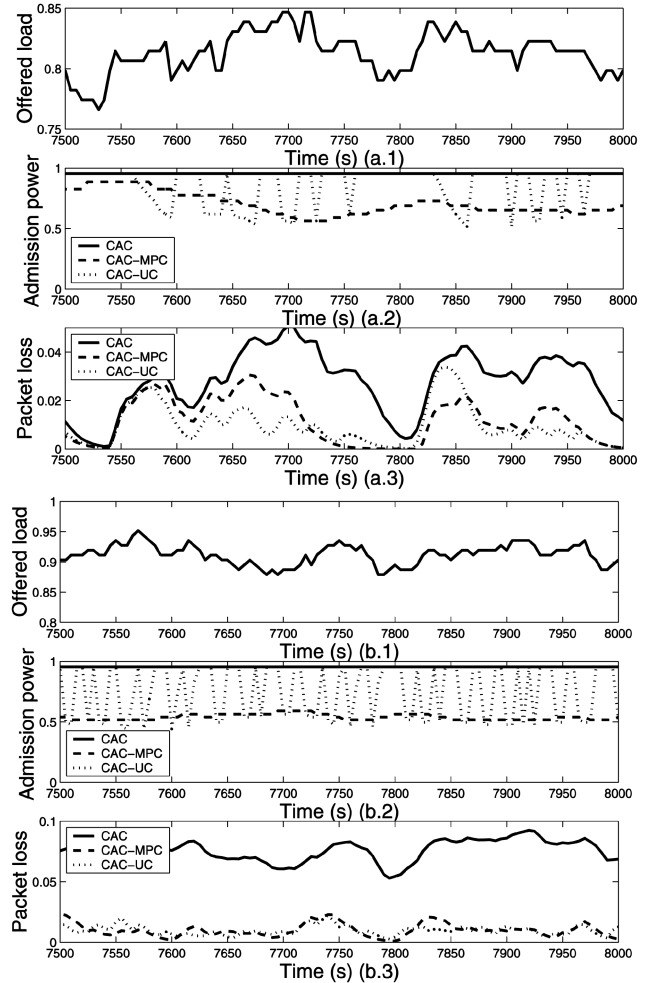 0.85
0.8
0.75
Offered load
7500 7550 7600 7650 7700 7750 7800 7850 7900 7950 8000
Time (s) (a.1)
1
0.5
0
Admission power
CAC
CAC-MPC
CAC-UC
7500 7550 7600 7650 7700 7750 7800 7850 7900 7950 8000
Time (s) (a.2)
0.04
0.02
0
Packet loss
CAC
CAC-MPC
CAC-UC
7500 7550 7600 7650 7700 7750 7800 7850 7900 7950 8000
Time (s) (a.3)
1
0.95
0.9
0.85
0.8
Offered load
7500 7550 7600 7650 7700 7750 7800 7850 7900 7950 8000
Time (s) (b.1)
1
0.5
0
Admission power
CAC
CAC-MPC
CAC-UC
7500 7550 7600 7650 7700 7750 7800 7850 7900 7950 8000
Time (s) (b.2)
0.1
0.05
0
Packet loss
CAC
CAC-MPC
CAC-UC
7500 7550 7600 7650 7700 7750 7800 7850 7900 7950 8000
Time (s) (b.3)